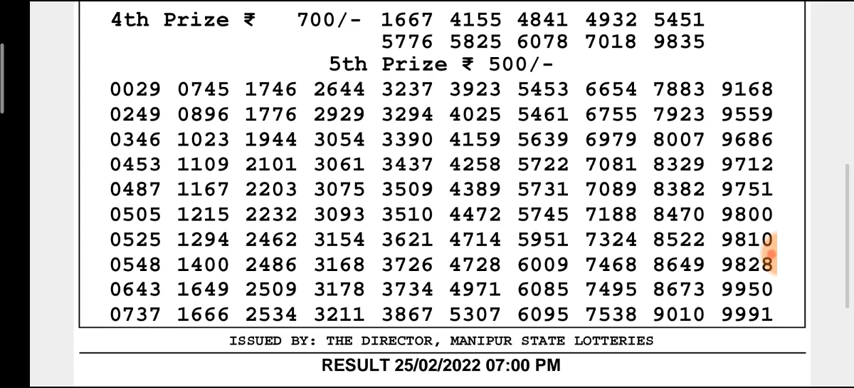 4th Prize ₹ 700/- 1667 4155 4841 4932 5451
5776 5825 6078 7018 9835
5th Prize ₹ 500/-
0029 0745 1746 2644 3237 3923 5453 6654 7883 9168
0249 0896 1776 2929 3294 4025 5461 6755 7923 9559
0346 1023 1944 3054 3390 4159 5639 6979 8007 9686
0453 1109 2101 3061 3437 4258 5722 7081 8329 9712
0487 1167 2203 3075 3509 4389 5731 7089 8382 9751
0505 1215 2232 3093 3510 4472 5745 7188 8470 9800
0525 1294 2462 3154 3621 4714 5951 7324 8522 9810
0548 1400 2486 3168 3726 4728 6009 7468 8649 9828
0643 1649 2509 3178 3734 4971 6085 7495 8673 9950
0737 1666 2534 3211 3867 5307 6095 7538 9010 9991
ISSUED BY: THE DIRECTOR, MANIPUR STATE LOTTERIES
RESULT 25/02/2022 07:00 PM